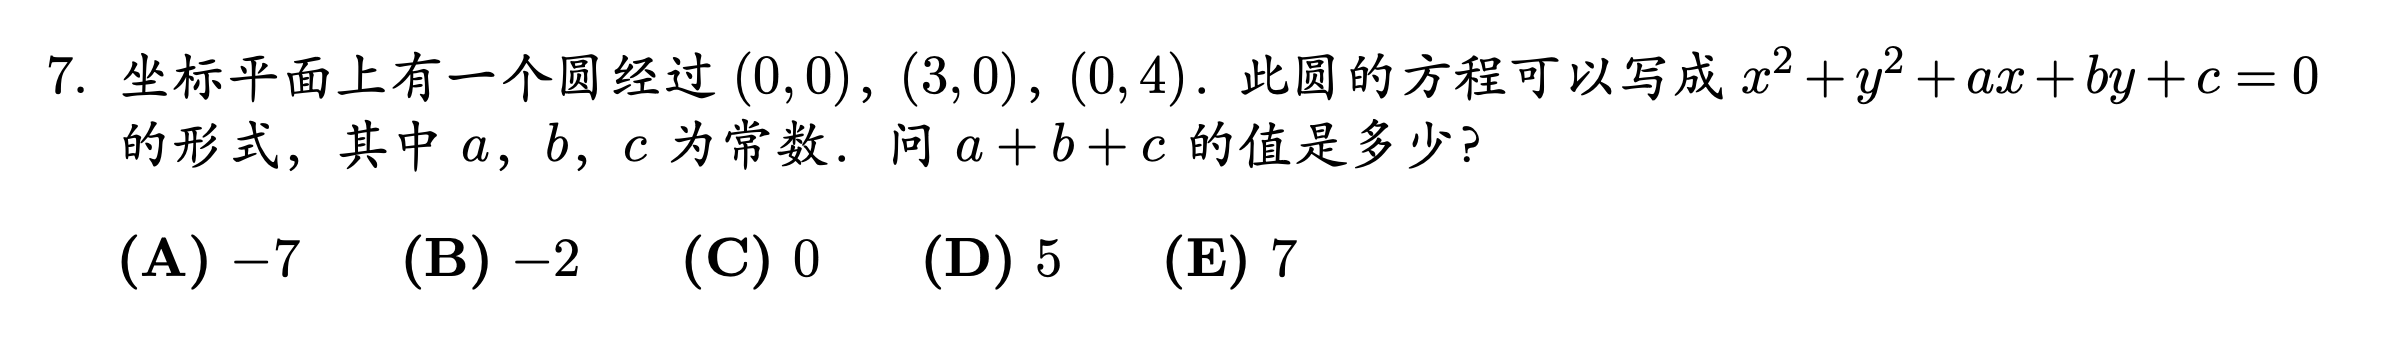 7. 坐标平面上有一个圆经过 (0, 0), (3, 0), (0, 4). 此圆的方程可以写成 x² + y² + ax + by + c = 0
的形式, 其中 a, b, c 为常数. 问 a + b + c 的值是多少?
(A) −7 (B) −2 (C) 0 (D) 5 (E) 7